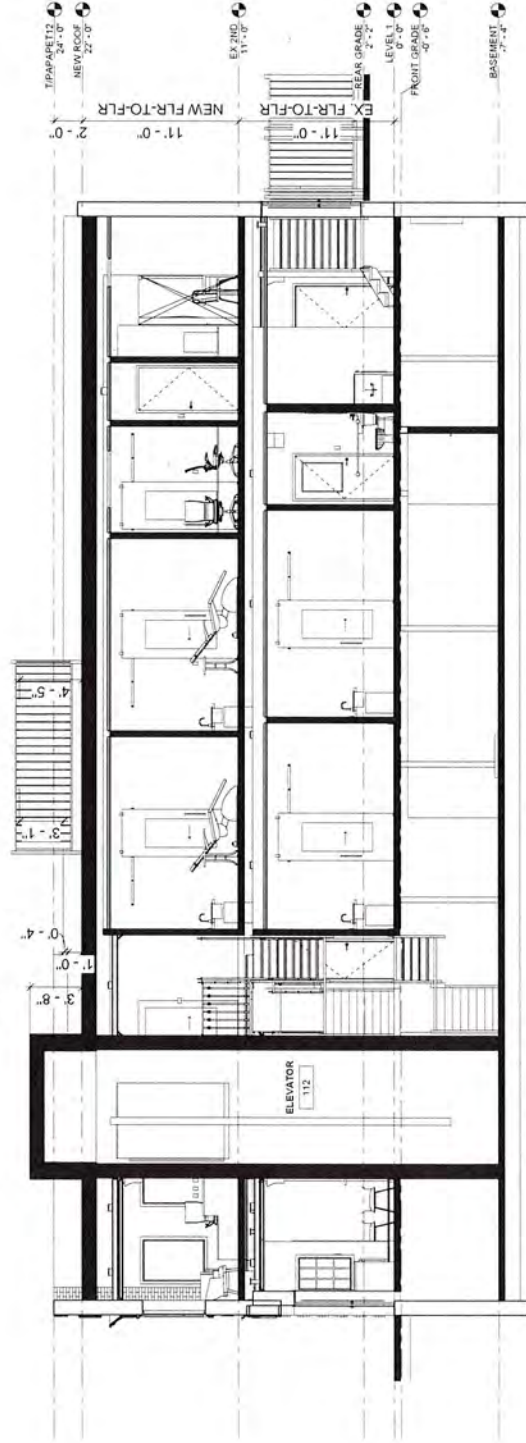 T/PAPAPET12
24' - 0"
NEW ROOF
22' - 0"
EX 2ND
11' - 0"
REAR GRADE
2' - 2"
LEVEL 1
0' - 0"
FRONT GRADE
-0' - 6"
BASEMENT
-7' - 4"
2' - 0"
11' - 0"
NEW FLR-TO-FLR
11' - 0"
EX. FLR-TO-FLR
4' - 5"
3' - 1"
0' - 4"
1' - 0"
3' - 8"
ELEVATOR
112